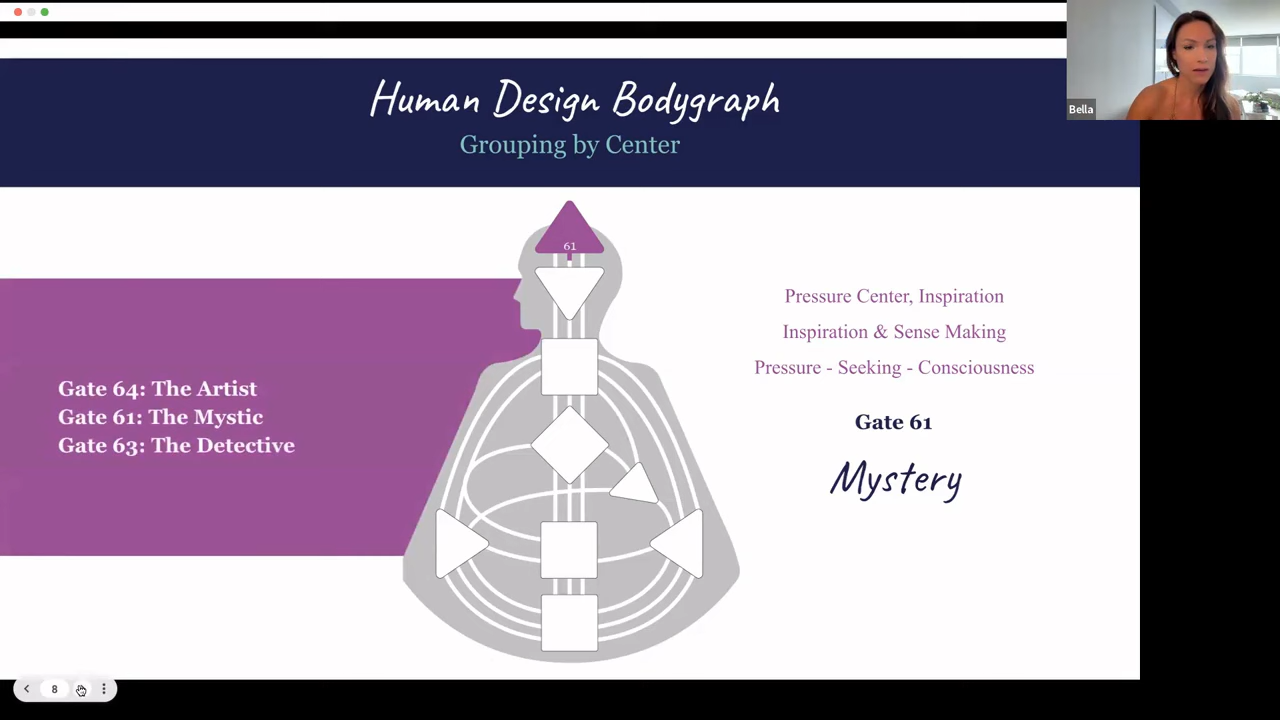 Human Design Bodygraph
Grouping by Center
Bella
61
Gate 64: The Artist
Gate 61: The Mystic
Gate 63: The Detective
Pressure Center, Inspiration
Inspiration & Sense Making
Pressure - Seeking - Consciousness
Gate 61
Mystery
8